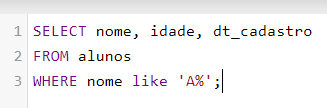 1 SELECT nome, idade, dt_cadastro
2 FROM alunos
3 WHERE nome like 'A%';